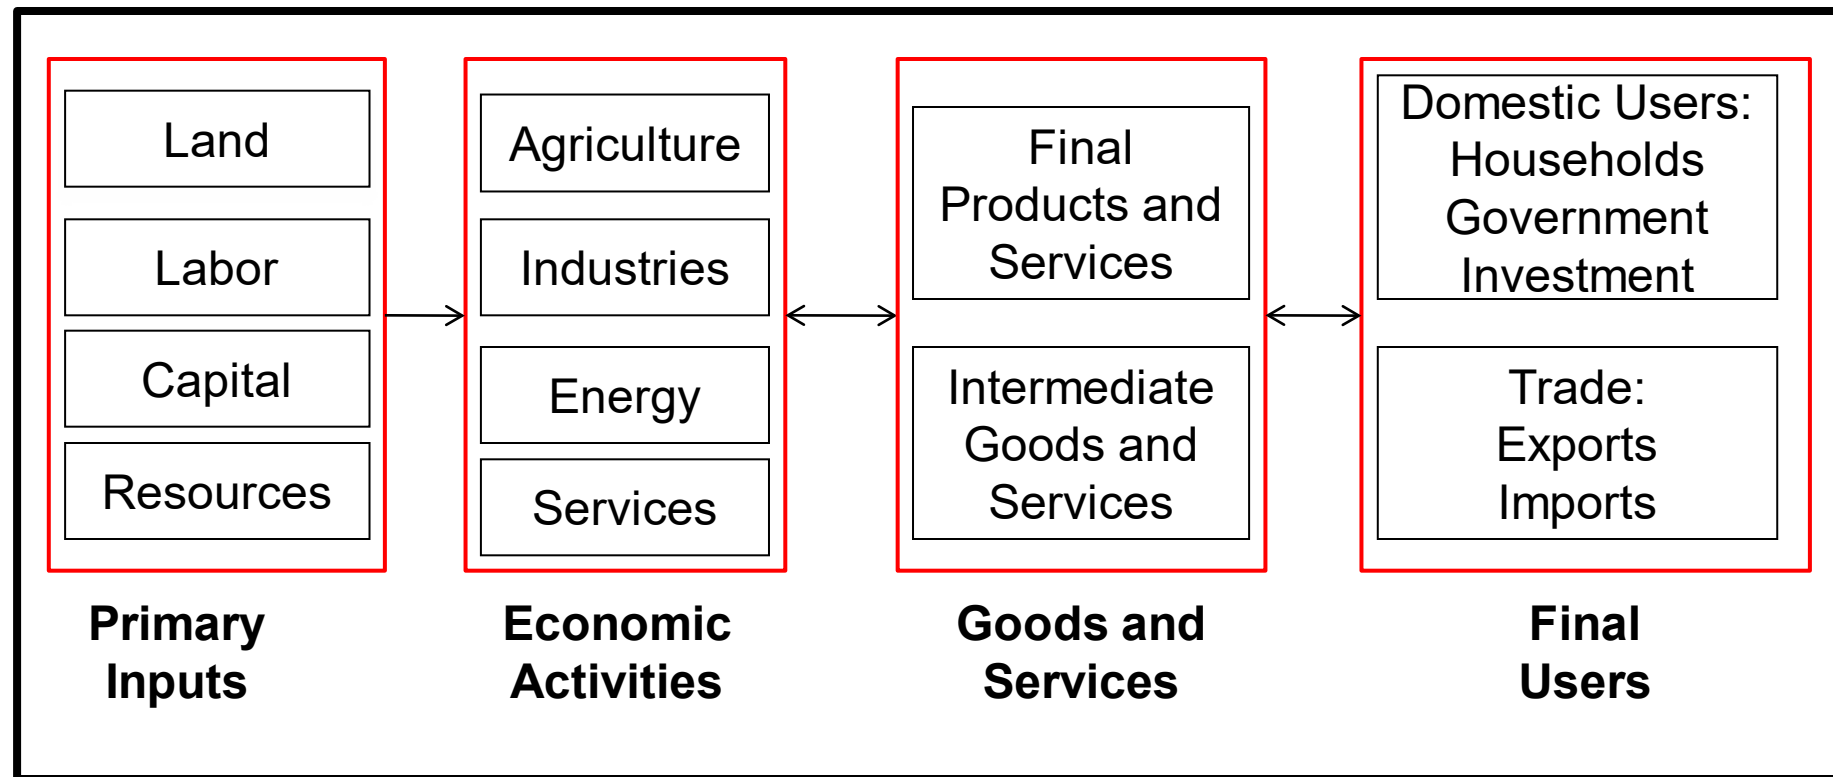 Land
Labor
Capital
Resources
Primary
Inputs
Agriculture
Industries
Energy
Services
Economic
Activities
Final
Products and
Services
Intermediate
Goods and
Services
Goods and
Services
Domestic Users:
Households
Government
Investment
Trade:
Exports
Imports
Final
Users